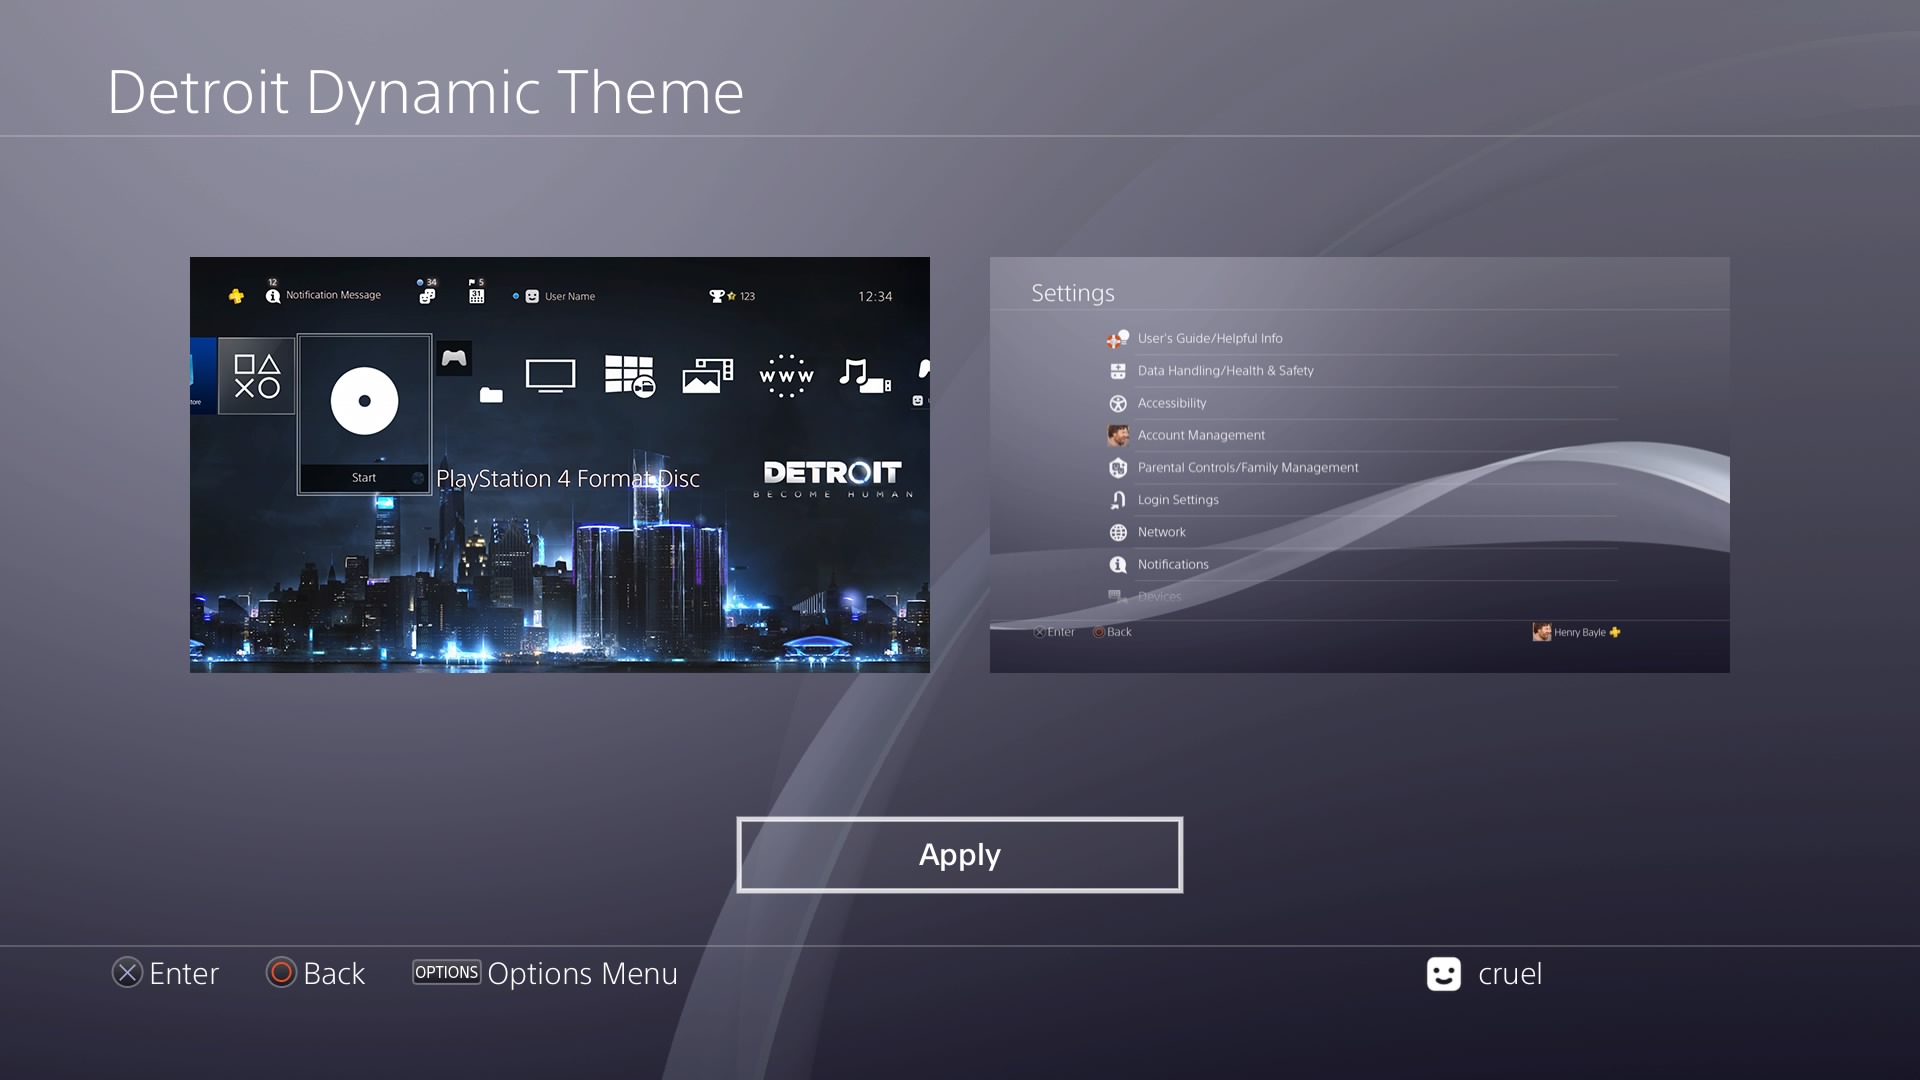 Detroit Dynamic Theme
12
Notification Message
34
5
31
User Name
123
12:34
WWW
Start
PlayStation 4 Format Disc
DETROIT
BECOME HUMAN
Settings
User's Guide/Helpful Info
Data Handling/Health & Safety
Accessibility
Account Management
Parental Controls/Family Management
Login Settings
Network
Notifications
Devices
Enter
Back
Henry Bayle
Apply
Enter
Back
OPTIONS Options Menu
cruel